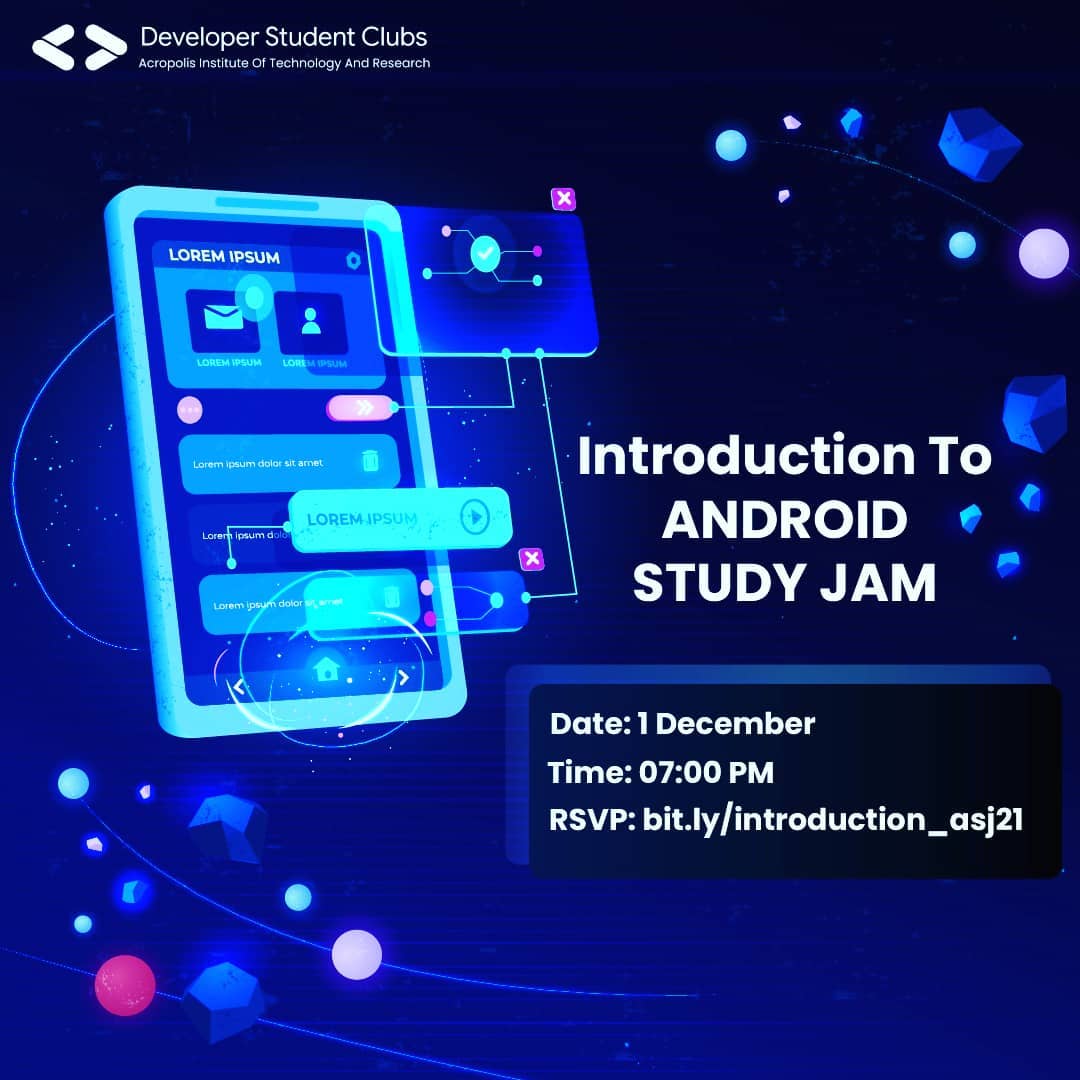 Developer Student Clubs
Acropolis Institute Of Technology And Research
LOREM IPSUM
LOREM IPSUM
LOREM IPSUM
Lorem ipsum dolor sit amet
LOREM IPSUM
Lorem ipsum dolo
Lorem ipsum dolor sit amet
Introduction To
ANDROID
STUDY JAM
Date: 1 December
Time: 07:00 PM
RSVP: bit.ly/introduction_asj21